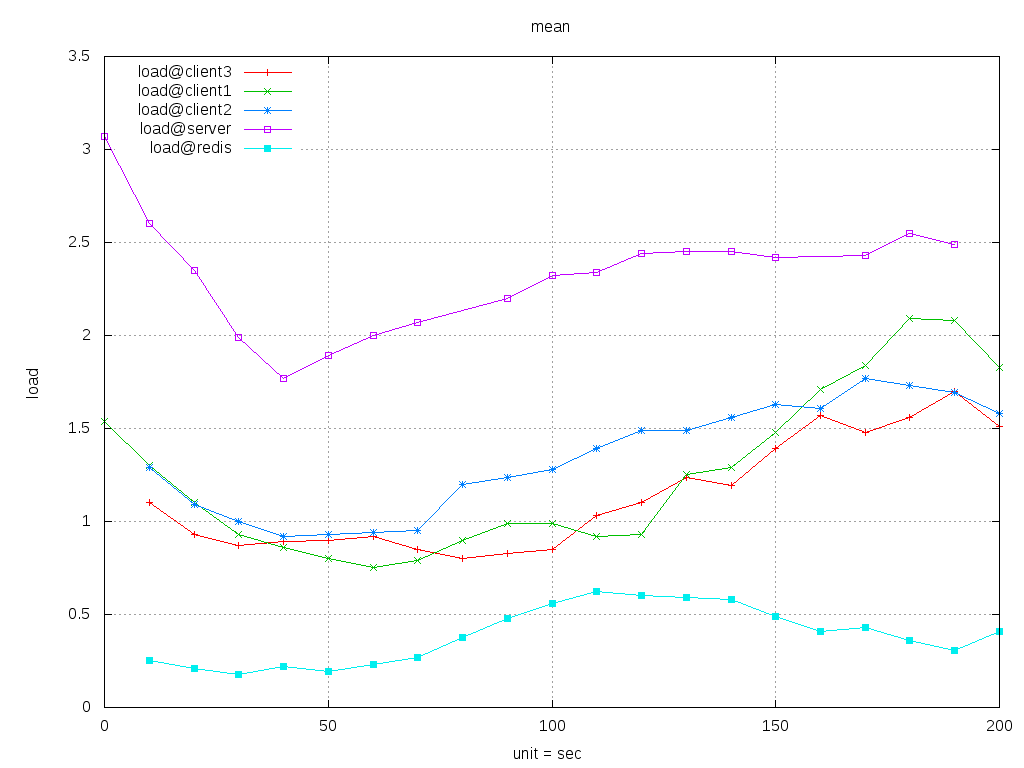 mean
3.5
3
2.5
2
1.5
1
0.5
0
load
load@client3
load@client1
load@client2
load@server
load@redis
0 50 100 150 200
unit = sec